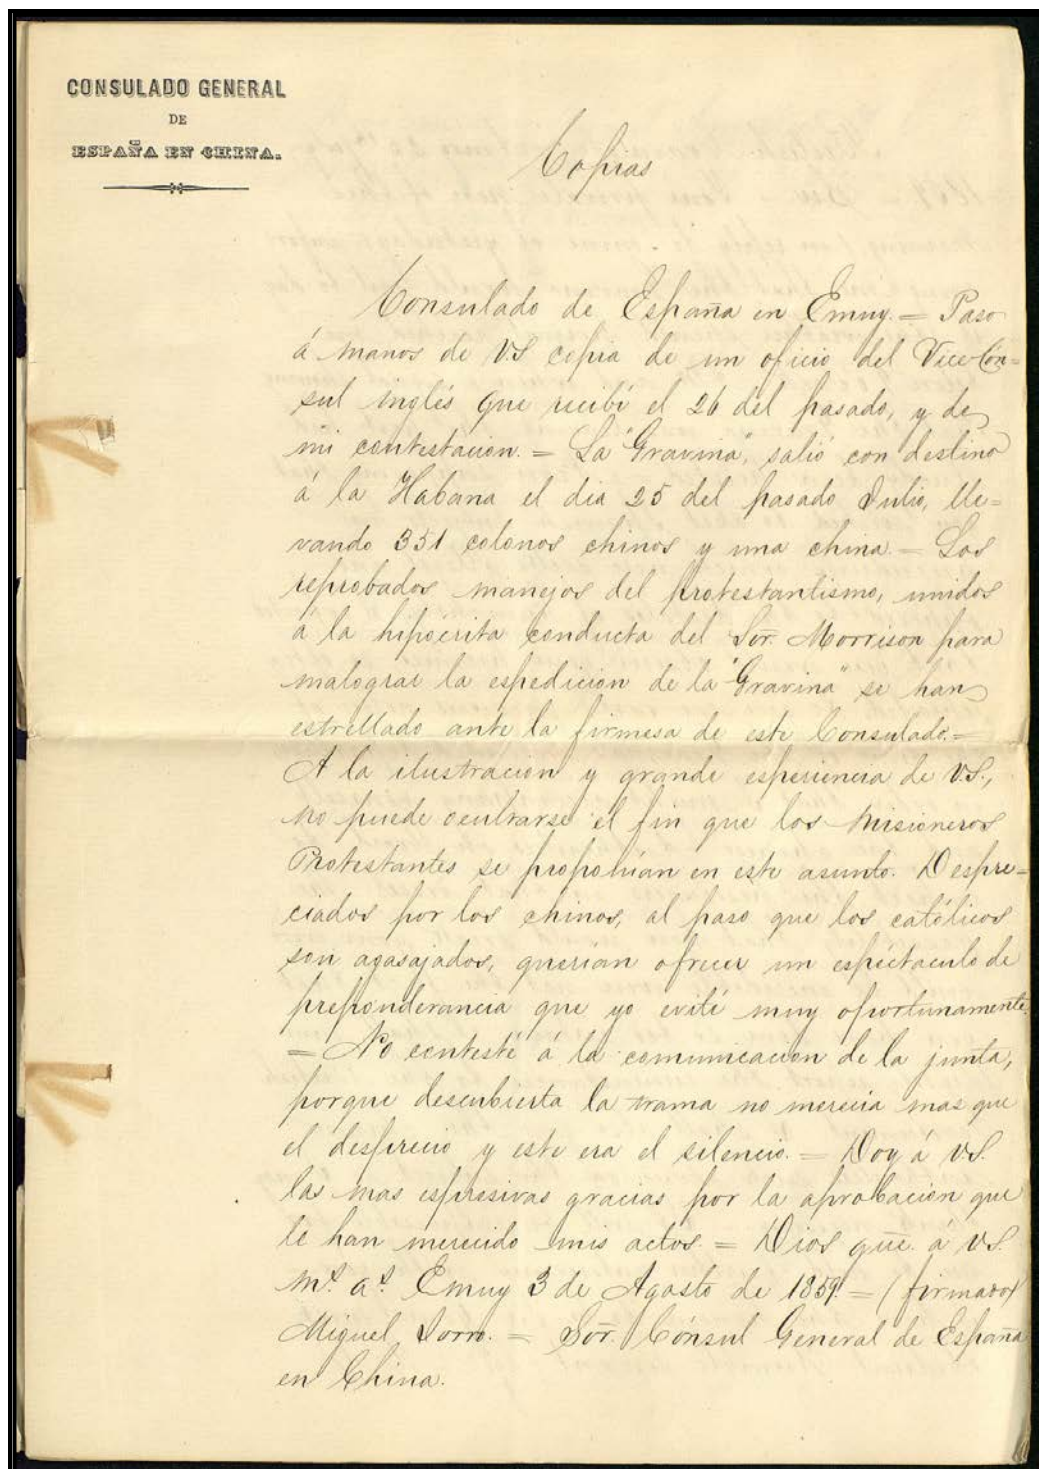 CONSULADO GENERAL
DE
ESPAÑA EN CHINA.
Copias
Consulado de España en Emuy. = Paso
á manos de V.S copia de un oficio del Vice-Cón=
sul inglés que recibí el 26 del pasado, y de
mi contestacion. = La "Gravina", salió con destino
á la Habana el dia 25 del pasado Julio, lle=
vando 351 colonos chinos y una china. = Los
reprobados manejos del protestantismo, unidos
á la hipócrita conducta del Sor. Morrison para
malograr la espedicion de la "Gravina" se han
estrellado ante la firmesa de este Consulado. =
A la ilustracion y grande esperiencia de V.S.,
no puede ocultarse el fin que los Misioneros
Protestantes se proponian en este asunto. Despre=
ciados por los chinos, al paso que los católicos
son agasajados, querian ofrecer un espéctaculo de
preponderancia que yo evité muy oportunamente.
= No contesté á la comunicacion de la junta,
porque descubierta la trama no merecia mas que
el desprecio y este era el silencio. = Doy á V.S.
las mas espresivas gracias por la aprobacion que
le han merecido mis actos. = Dios gũe. á V.S.
ms. as. Emuy 3 de Agosto de 1859. = (firmado)
Miguel = Sor. Cónsul General de España
en China.